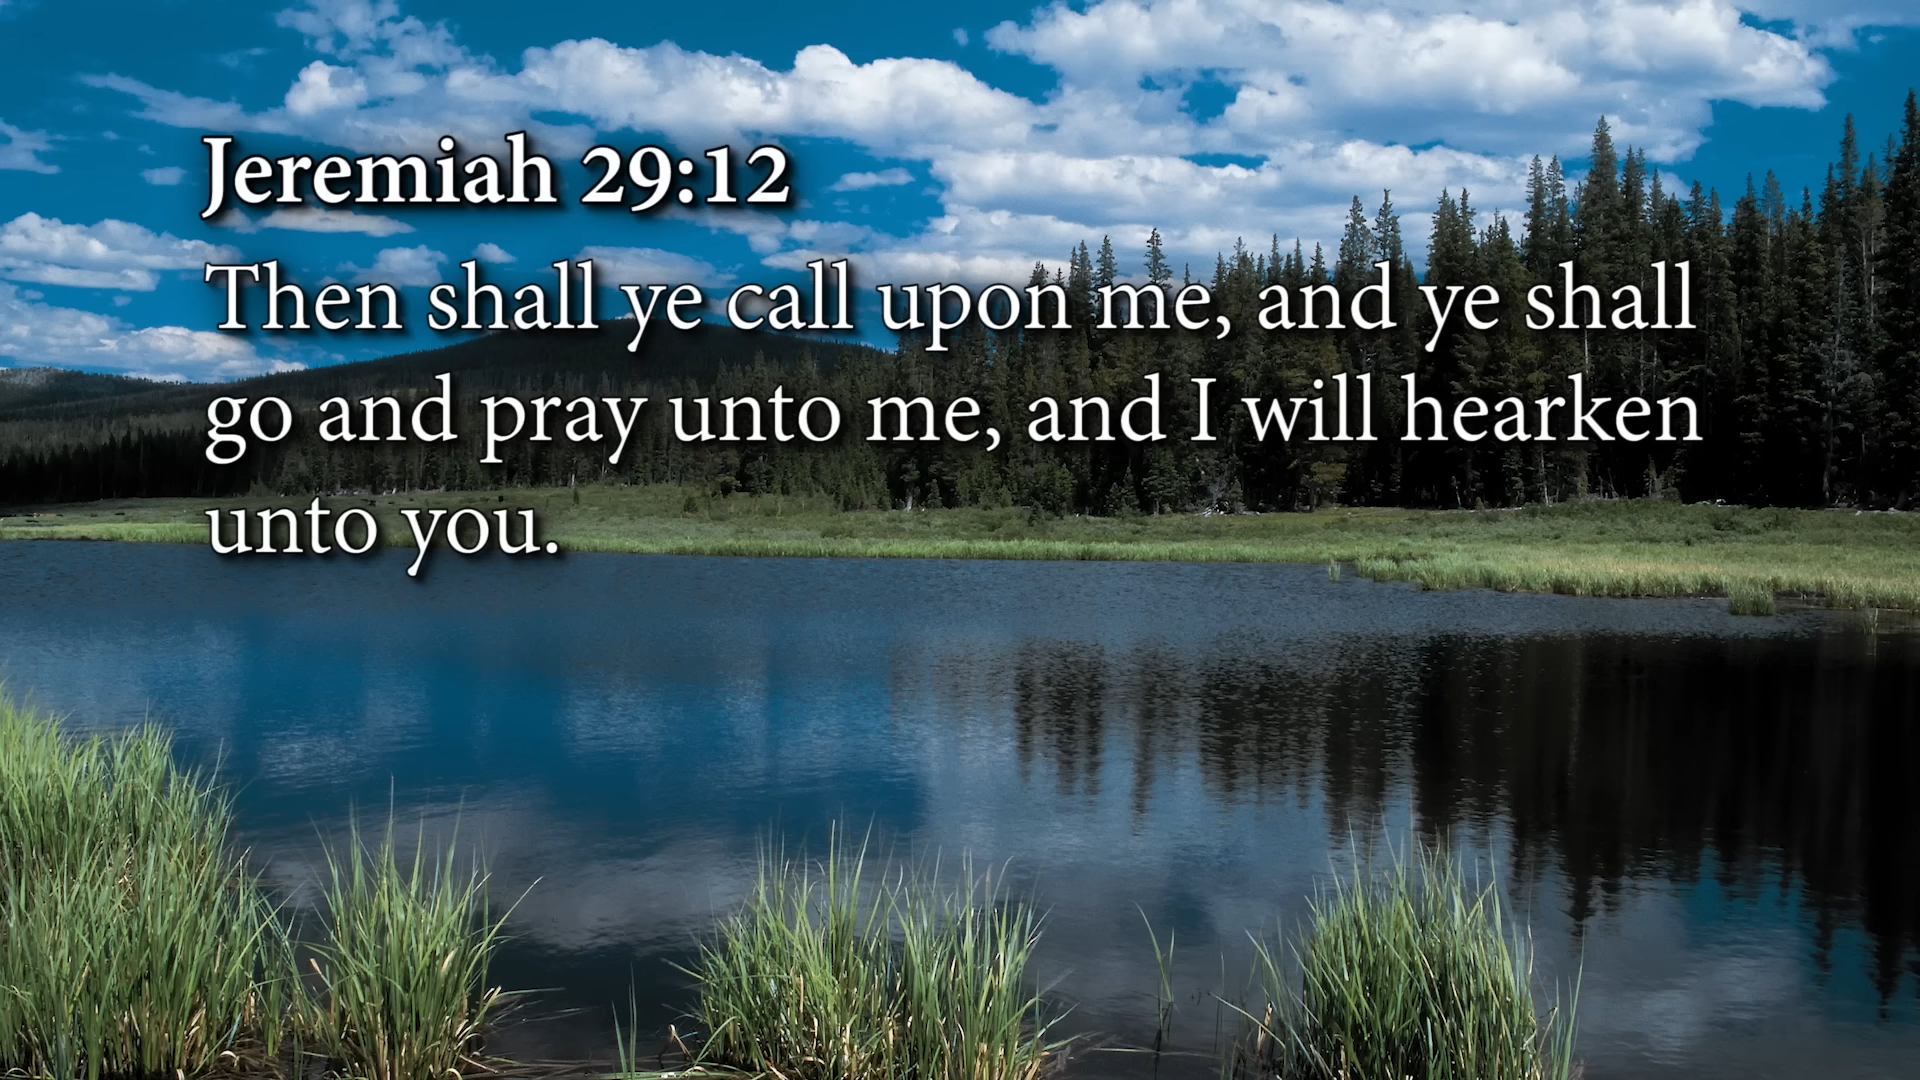 Jeremiah 29:12
Then shall ye call upon me, and ye shall
go and pray unto me, and I will hearken
unto you.